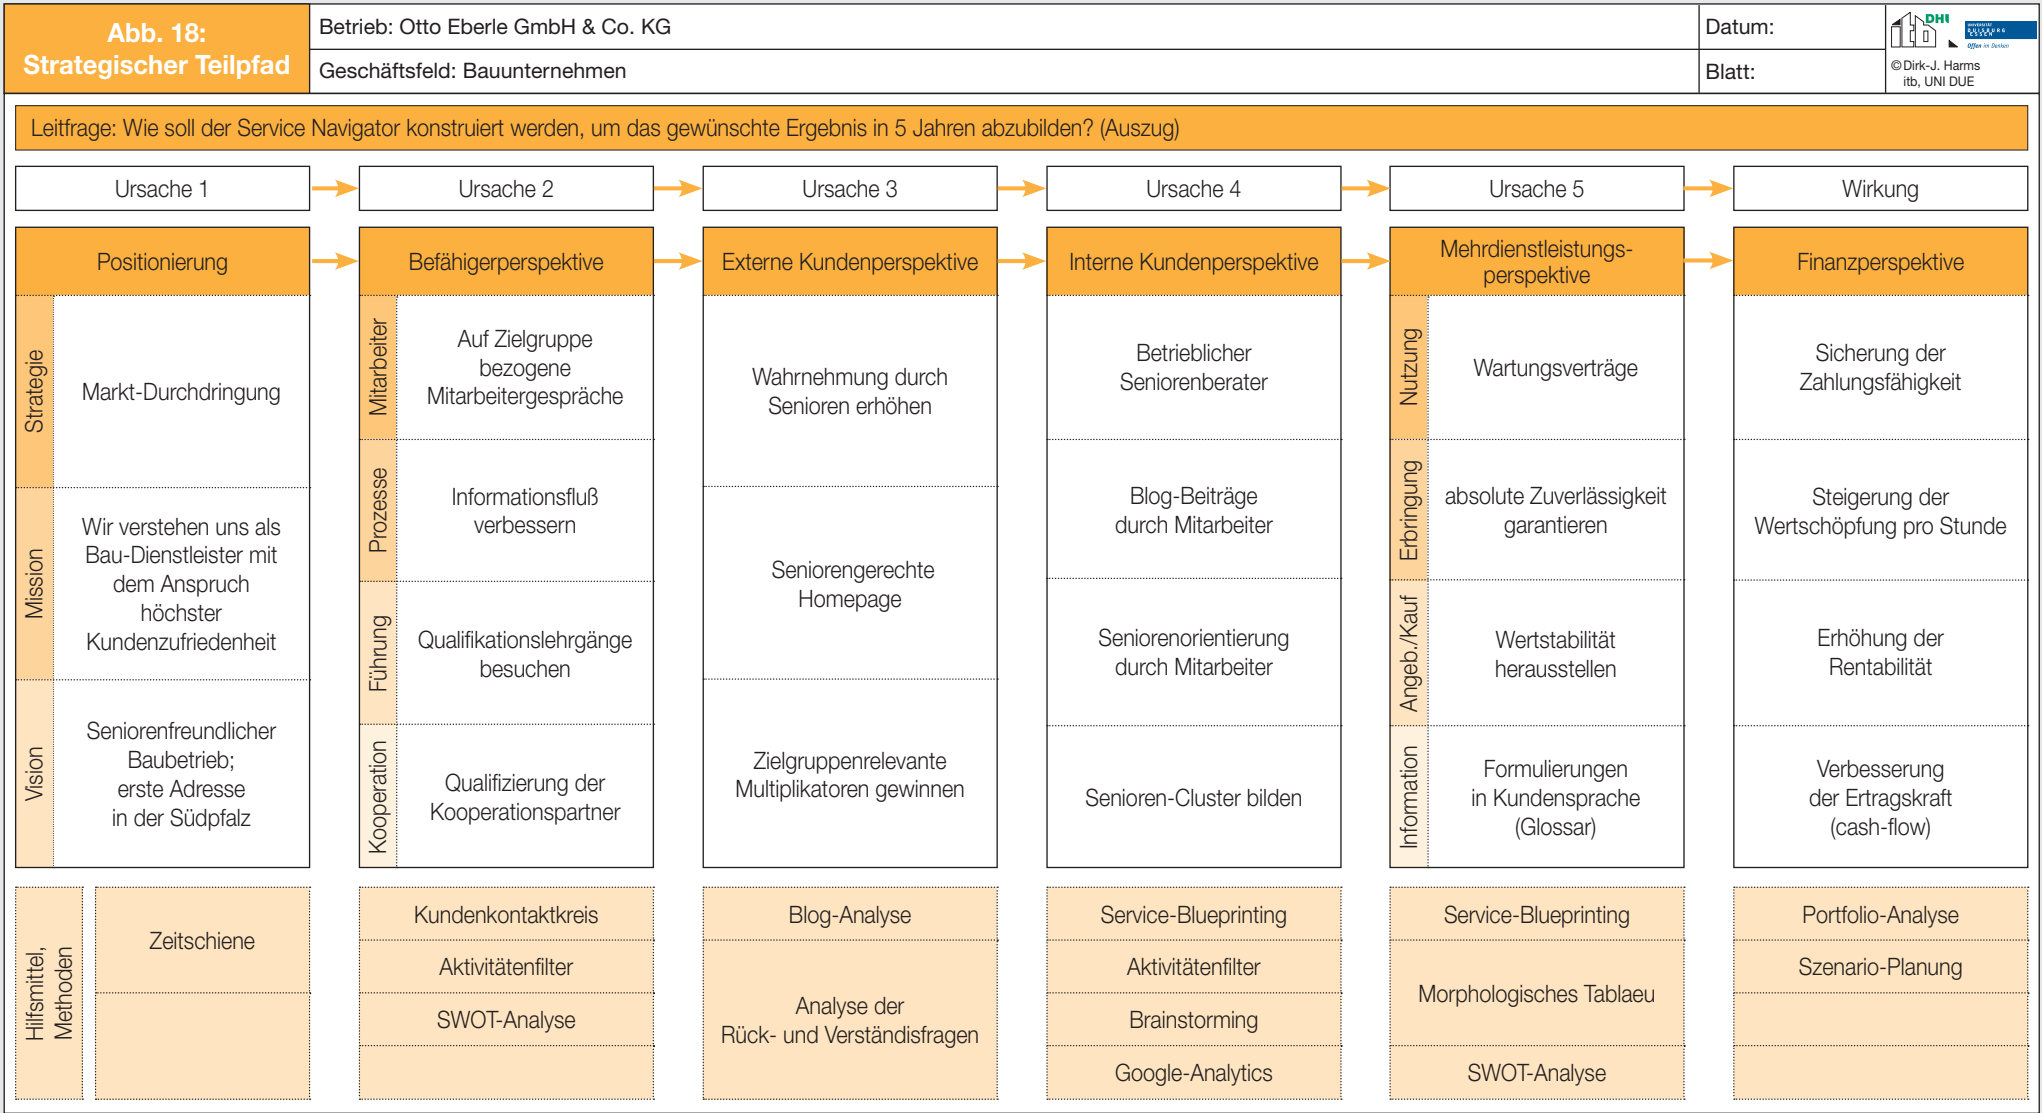 Abb. 18:
Strategischer Teilpfad
Betrieb: Otto Eberle GmbH & Co. KG
Geschäftsfeld: Bauunternehmen
Datum:
Blatt:
itb
DHI
UNIVERSITÄT
DUISBURG
ESSEN
Offen im Denken
© Dirk-J. Harms
itb, UNI DUE
Leitfrage: Wie soll der Service Navigator konstruiert werden, um das gewünschte Ergebnis in 5 Jahren abzubilden? (Auszug)
Ursache 1
Ursache 2
Ursache 3
Ursache 4
Ursache 5
Wirkung
Positionierung
Strategie
Markt-Durchdringung
Mission
Wir verstehen uns als
Bau-Dienstleister mit
dem Anspruch
höchster
Kundenzufriedenheit
Vision
Seniorenfreundlicher
Baubetrieb;
erste Adresse
in der Südpfalz
Befähigerperspektive
Mitarbeiter
Auf Zielgruppe
bezogene
Mitarbeitergespräche
Prozesse
Informationsfluß
verbessern
Führung
Qualifikationslehrgänge
besuchen
Kooperation
Qualifizierung der
Kooperationspartner
Externe Kundenperspektive
Wahrnehmung durch
Senioren erhöhen
Seniorengerechte
Homepage
Zielgruppenrelevante
Multiplikatoren gewinnen
Interne Kundenperspektive
Betrieblicher
Seniorenberater
Blog-Beiträge
durch Mitarbeiter
Seniorenorientierung
durch Mitarbeiter
Senioren-Cluster bilden
Mehrdienstleistungs-
perspektive
Nutzung
Wartungsverträge
Erbringung
absolute Zuverlässigkeit
garantieren
Angeb./Kauf
Wertstabilität
herausstellen
Information
Formulierungen
in Kundensprache
(Glossar)
Finanzperspektive
Sicherung der
Zahlungsfähigkeit
Steigerung der
Wertschöpfung pro Stunde
Erhöhung der
Rentabilität
Verbesserung
der Ertragskraft
(cash-flow)
Hilfsmittel,
Methoden
Zeitschiene
Kundenkontaktkreis
Aktivitätenfilter
SWOT-Analyse
Blog-Analyse
Analyse der
Rück- und Verständisfragen
Service-Blueprinting
Aktivitätenfilter
Brainstorming
Google-Analytics
Service-Blueprinting
Morphologisches Tablaeu
SWOT-Analyse
Portfolio-Analyse
Szenario-Planung